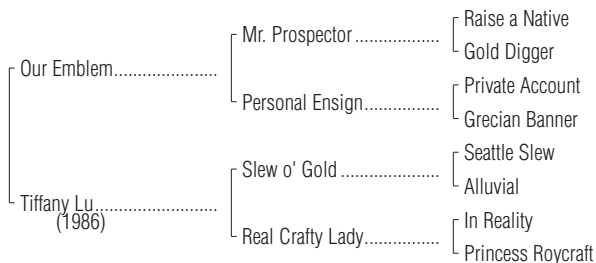 Our Emblem......................
Tiffany Lu..........................
(1986)
Mr. Prospector ..................
Personal Ensign................
Slew o' Gold .....................
Real Crafty Lady................
Raise a Native
Gold Digger
Private Account
Grecian Banner
Seattle Slew
Alluvial
In Reality
Princess Roycraft